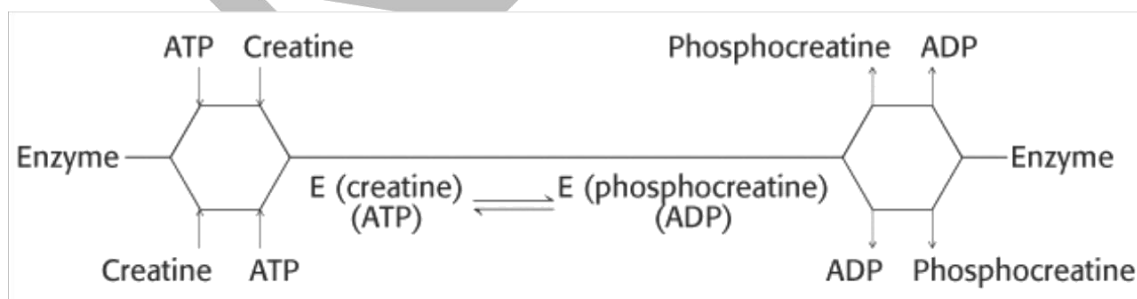 ATP Creatine Phosphocreatine ADP
Enzyme Enzyme
E (creatine) E (phosphocreatine)
(ATP) (ADP)
Creatine ATP ADP Phosphocreatine